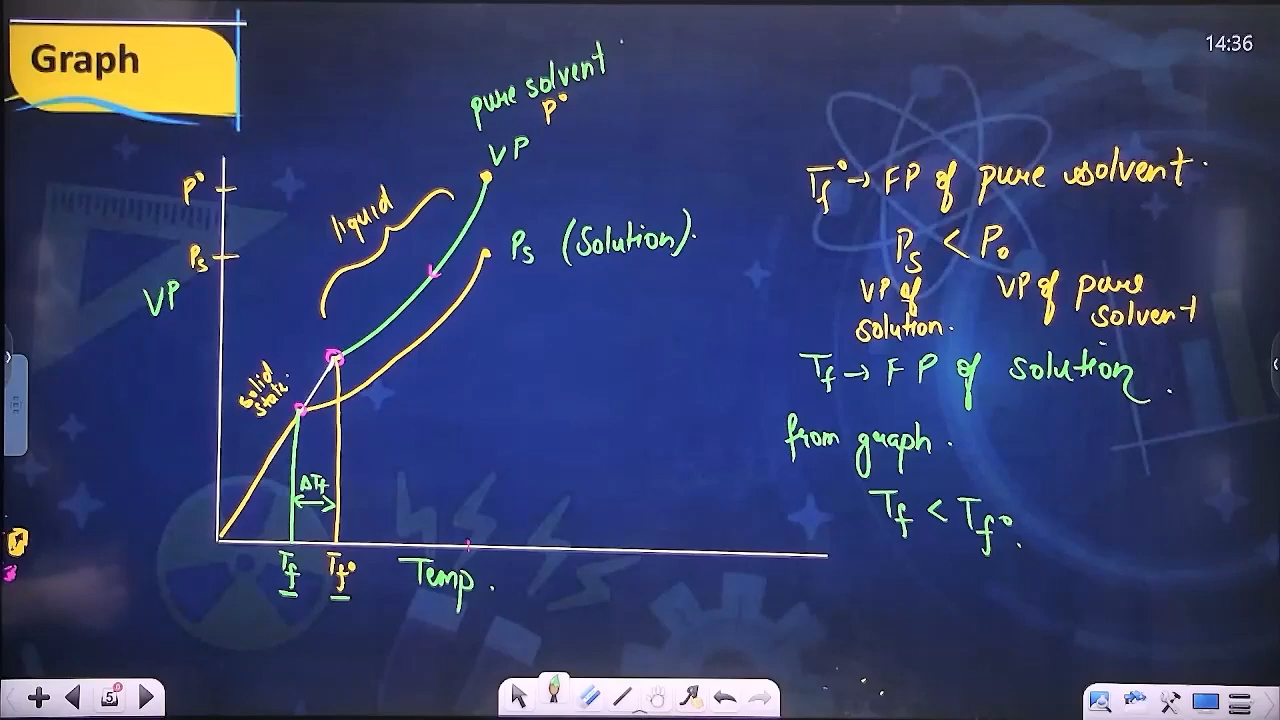 Graph
14:36
pure solvent
P°
VP
P°
liquid
Ps (Solution).
Ps
VP
solid
state.
ΔTf
Tf
Tf°
Temp.
Tf° → FP of pure solvent.
Ps < Po
VP of
solution.
VP of pure
solvent
Tf → FP of solution.
from graph.
Tf < Tf°.
5